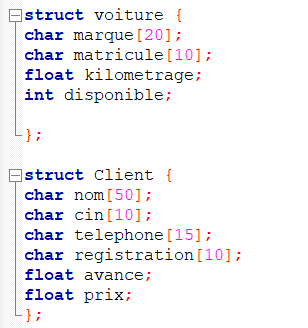 struct voiture {
char marque[20];
char matricule[10];
float kilometrage;
int disponible;
};
struct Client {
char nom[50];
char cin[10];
char telephone[15];
char registration[10];
float avance;
float prix;
};